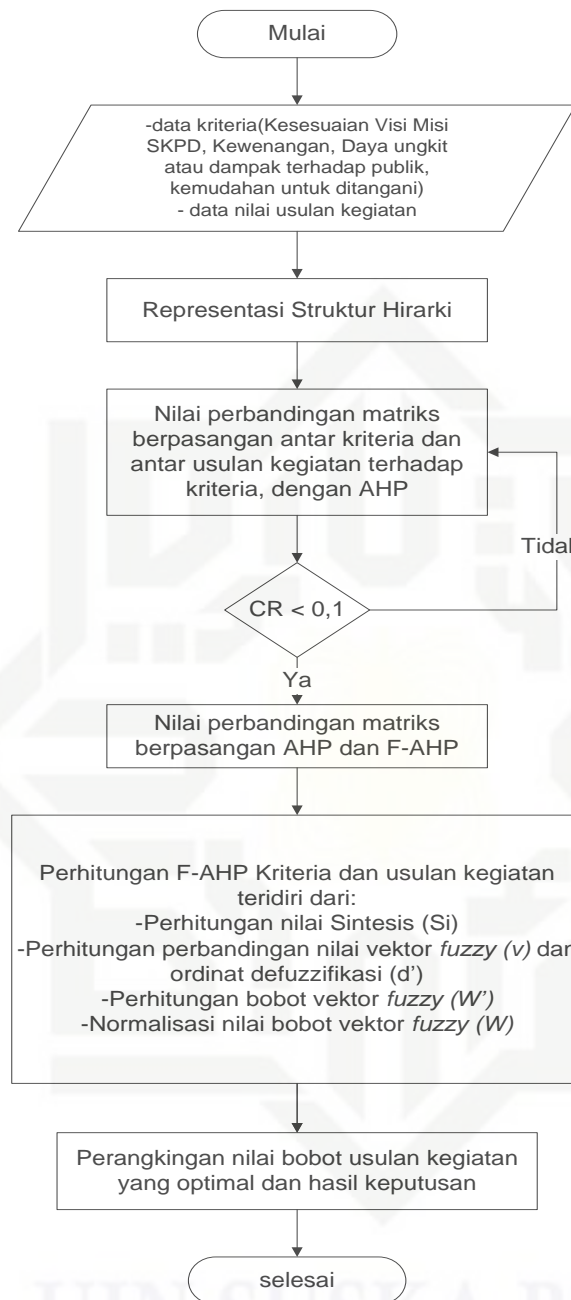 Mulai
-data kriteria(Kesesuaian Visi Misi
SKPD, Kewenangan, Daya ungkit
atau dampak terhadap publik,
kemudahan untuk ditangani)
- data nilai usulan kegiatan
Representasi Struktur Hirarki
Nilai perbandingan matriks
berpasangan antar kriteria dan
antar usulan kegiatan terhadap
kriteria, dengan AHP
Tidak
CR < 0,1
Ya
Nilai perbandingan matriks
berpasangan AHP dan F-AHP
Perhitungan F-AHP Kriteria dan usulan kegiatan
teridiri dari:
-Perhitungan nilai Sintesis (Si)
-Perhitungan perbandingan nilai vektor fuzzy (v) dan
ordinat defuzzifikasi (d’)
-Perhitungan bobot vektor fuzzy (W’)
-Normalisasi nilai bobot vektor fuzzy (W)
Perangkingan nilai bobot usulan kegiatan
yang optimal dan hasil keputusan
selesai